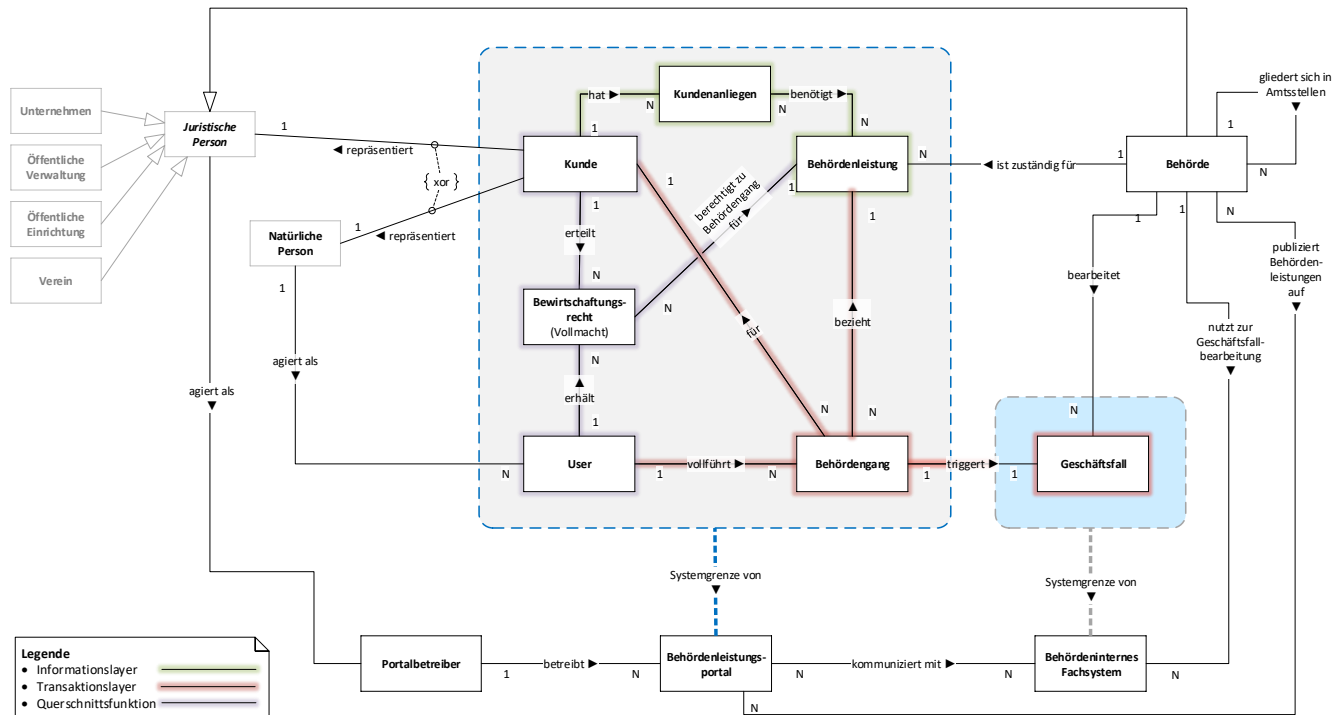 gliedert sich in
Amtsstellen
▼
1
N
Unternehmen
Öffentliche
Verwaltung
Öffentliche
Einrichtung
Verein
Juristische
Person
1
◄ repräsentiert
{ xor }
◄ repräsentiert
1
Natürliche
Person
1
agiert als
▼
N
agiert als
▼
hat ►
N
1
Kundenanliegen
benötigt ►
N
N
Kunde
1
1
Behördenleistung
N
◄ ist zuständig für
1
Behörde
berechtigt zu
Behördengang
für ►
1
N
erteilt
▼
N
Bewirtschaftungs-
recht
(Vollmacht)
N
▲
erhält
1
◄ für
N
1
▲
bezieht
N
User
1
vollführt ►
N
Behördengang
1
triggert ►
1
Geschäftsfall
N
1
bearbeitet
▼
1
nutzt zur
Geschäftsfall-
bearbeitung
▼
N
publiziert
Behörden-
leistungen
auf
▼
Systemgrenze von
▼
Systemgrenze von
▼
Portalbetreiber
1
betreibt ►
N
Behördenleistungs-
portal
N
kommuniziert mit ►
N
Behördeninternes
Fachsystem
N
N
Legende
• Informationslayer
• Transaktionslayer
• Querschnittsfunktion